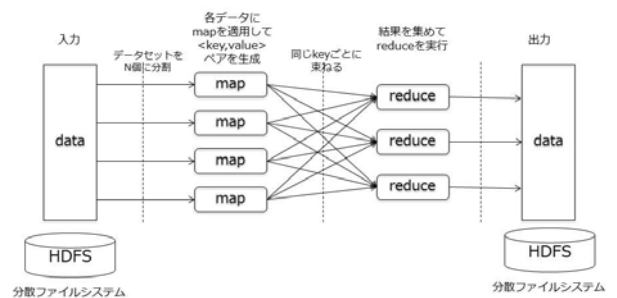 入力
データセットを
N個に分割
各データに
mapを適用して
<key,value>
ペアを生成
同じkeyごとに
束ねる
結果を集めて
reduceを実行
出力
data
map
map
map
map
reduce
reduce
reduce
data
HDFS
分散ファイルシステム
HDFS
分散ファイルシステム